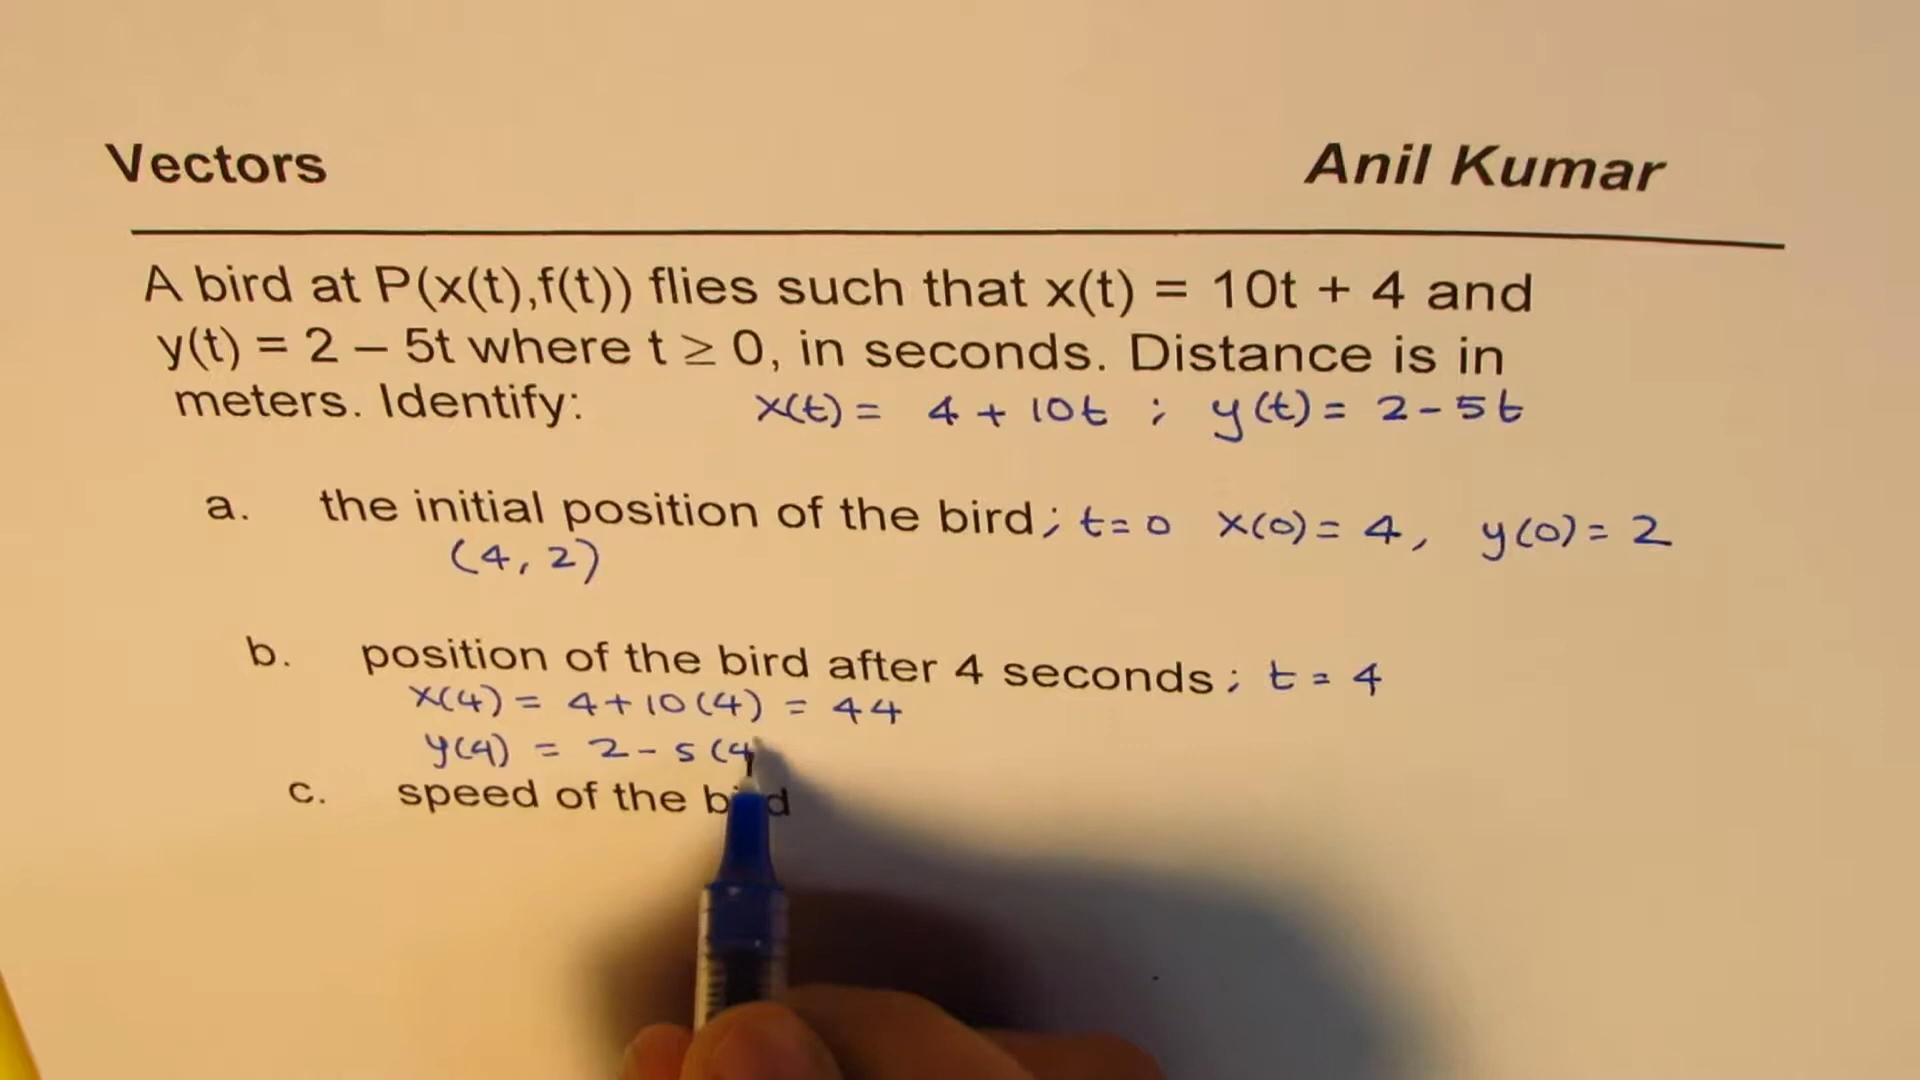 Vectors Anil Kumar
A bird at P(x(t),f(t)) flies such that x(t) = 10t + 4 and
y(t) = 2 – 5t where t ≥ 0, in seconds. Distance is in
meters. Identify: x(t) = 4 + 10t ; y(t) = 2 - 5t
a. the initial position of the bird ; t = 0 x(0) = 4, y(0) = 2
(4, 2)
b. position of the bird after 4 seconds ; t = 4
x(4) = 4 + 10(4) = 44
y(4) = 2 - 5(4
c. speed of the bird